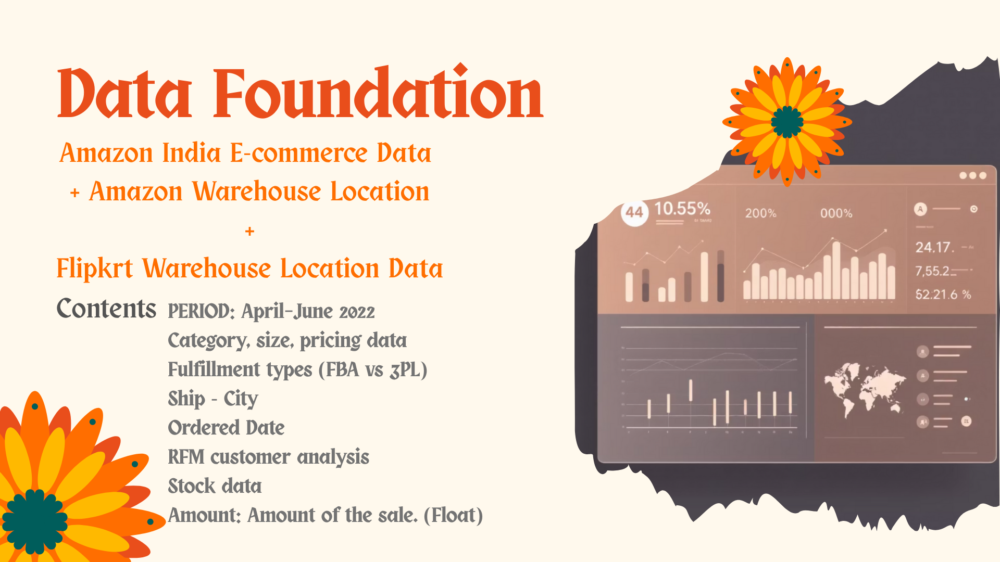 Data Foundation
Amazon India E-commerce Data
+ Amazon Warehouse Location
+
Flipkrt Warehouse Location Data
Contents
PERIOD: April-June 2022
Category, size, pricing data
Fulfillment types (FBA vs 3PL)
Ship - City
Ordered Date
RFM customer analysis
Stock data
Amount: Amount of the sale. (Float)
44 10.55%
200% 000%
A
24.17.
7,55.2
$2:21.6 %